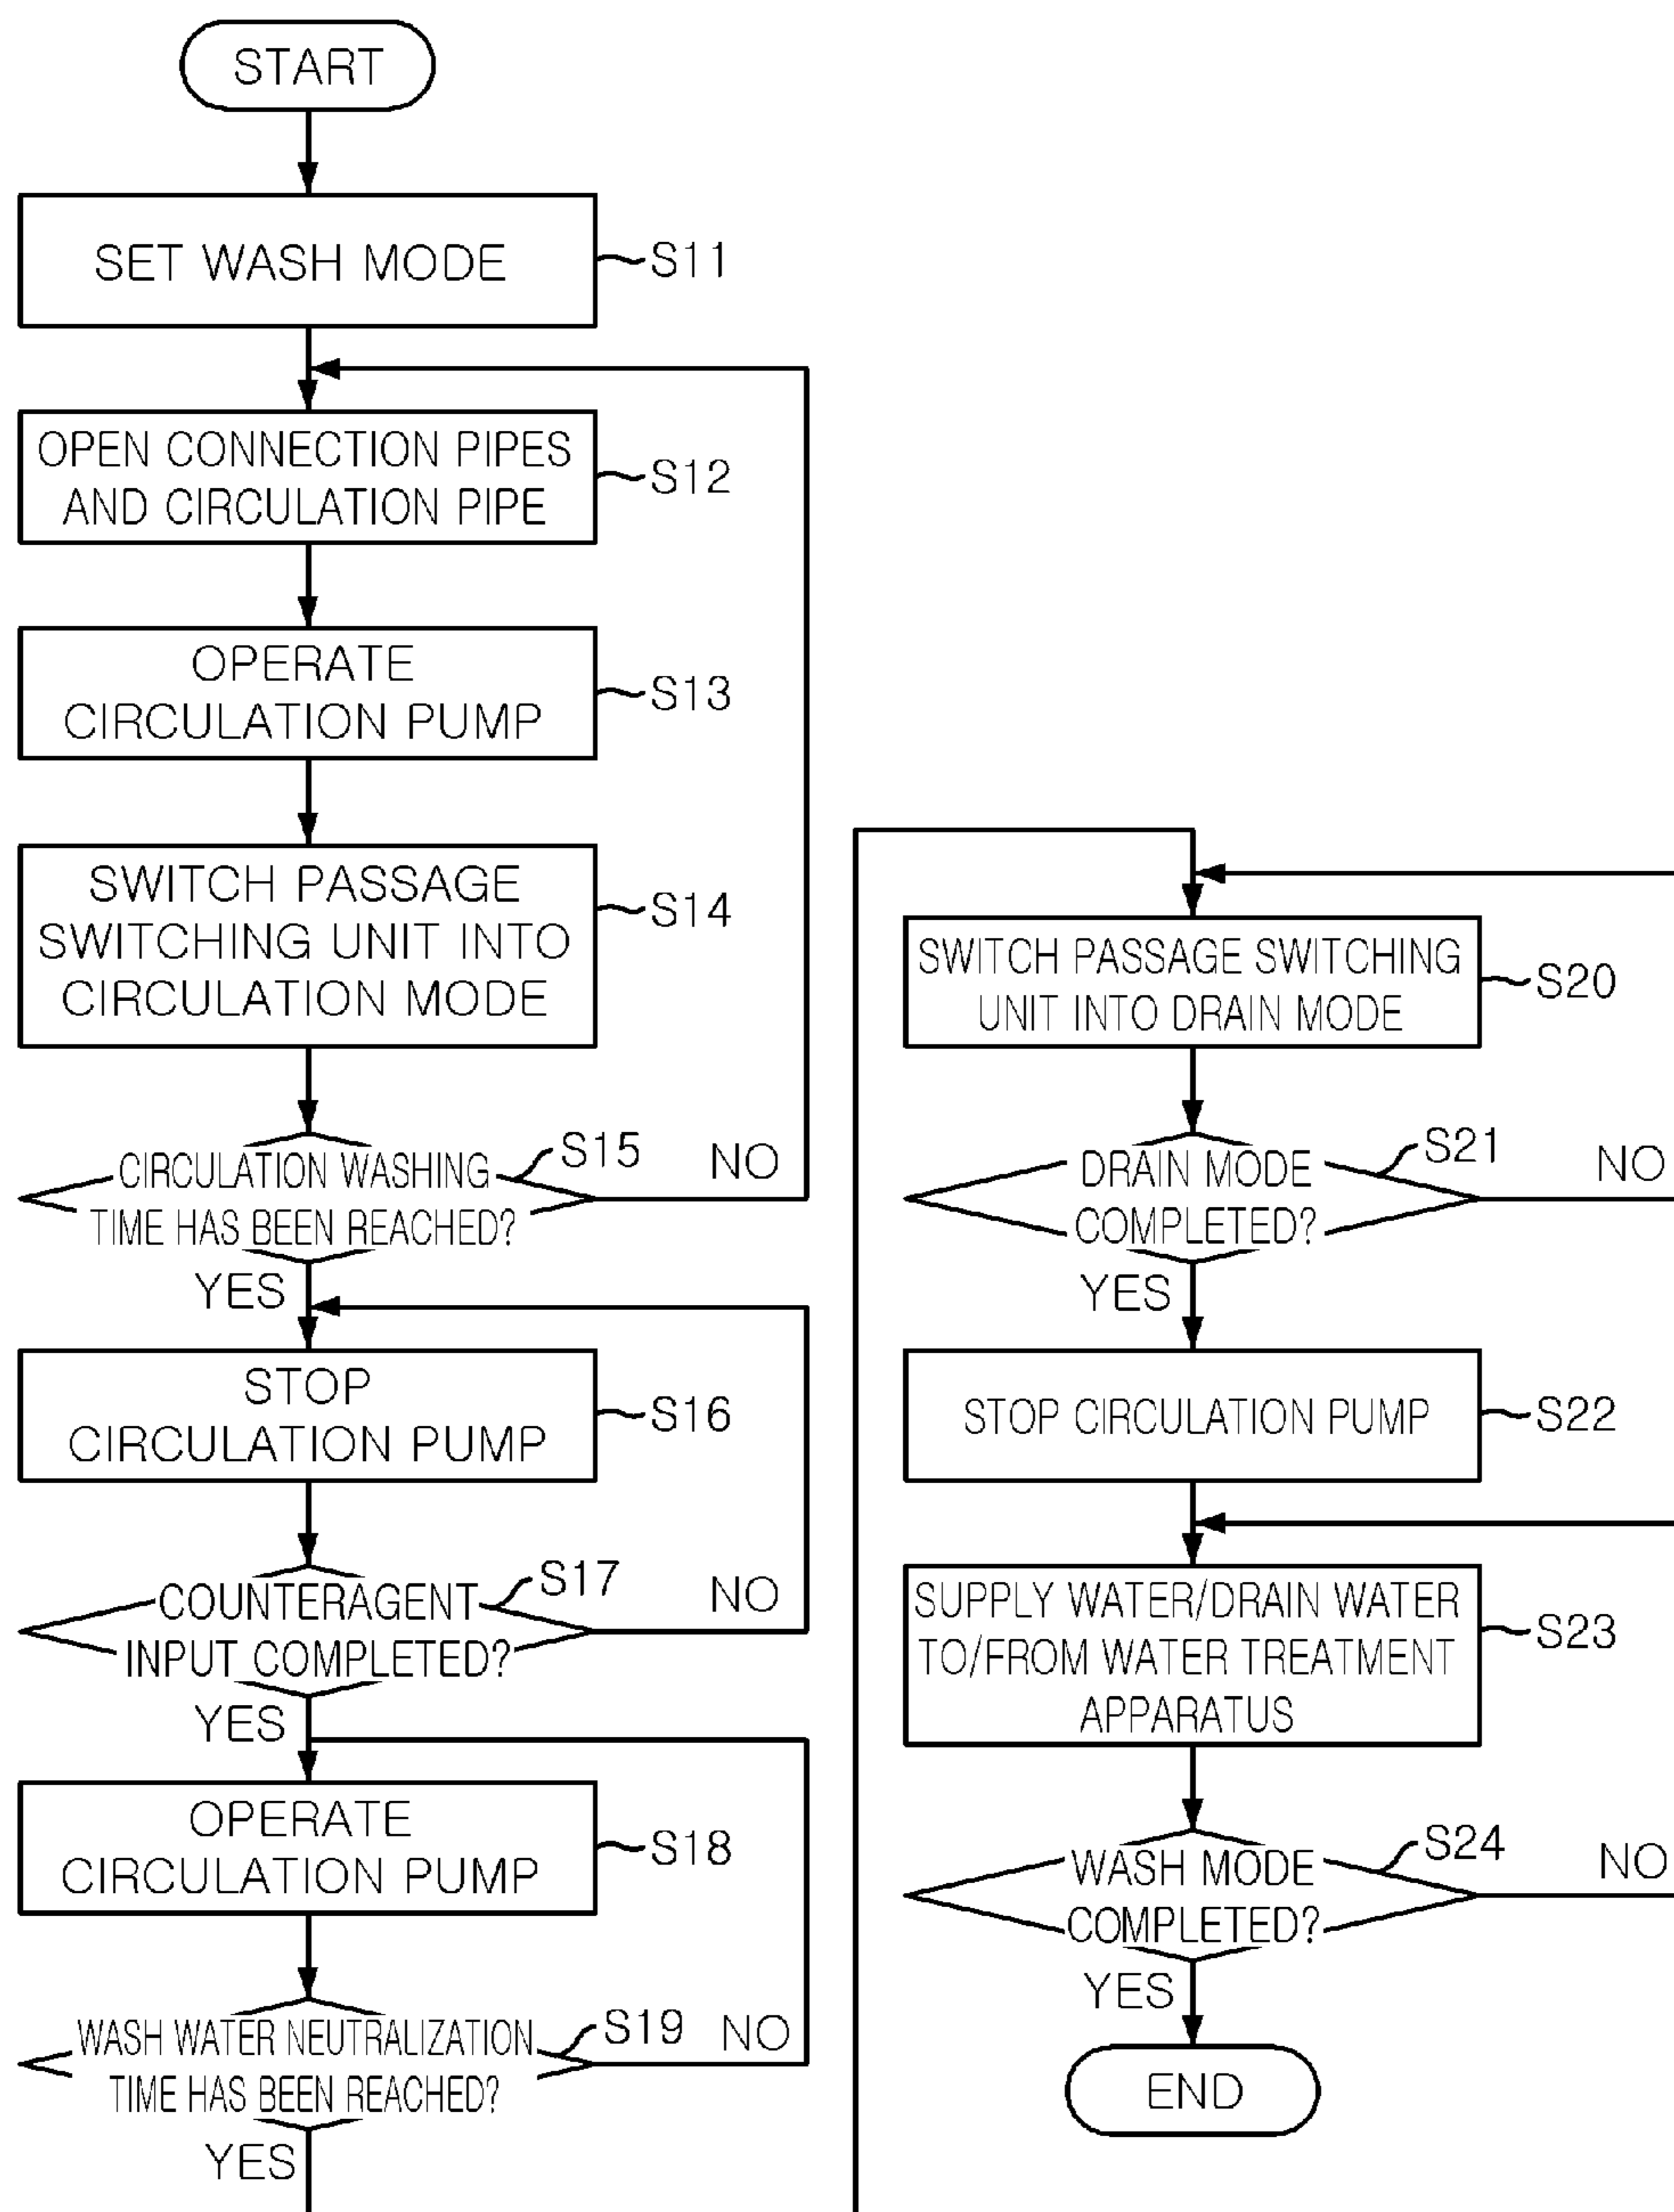 START
SET WASH MODE
S11
OPEN CONNECTION PIPES
AND CIRCULATION PIPE
S12
OPERATE
CIRCULATION PUMP
S13
SWITCH PASSAGE
SWITCHING UNIT INTO
CIRCULATION MODE
S14
CIRCULATION WASHING
TIME HAS BEEN REACHED?
S15
NO
YES
STOP
CIRCULATION PUMP
S16
COUNTERAGENT
INPUT COMPLETED?
S17
NO
YES
OPERATE
CIRCULATION PUMP
S18
WASH WATER NEUTRALIZATION
TIME HAS BEEN REACHED?
S19
NO
YES
SWITCH PASSAGE SWITCHING
UNIT INTO DRAIN MODE
S20
DRAIN MODE
COMPLETED?
S21
NO
YES
STOP CIRCULATION PUMP
S22
SUPPLY WATER/DRAIN WATER
TO/FROM WATER TREATMENT
APPARATUS
S23
WASH MODE
COMPLETED?
S24
NO
YES
END